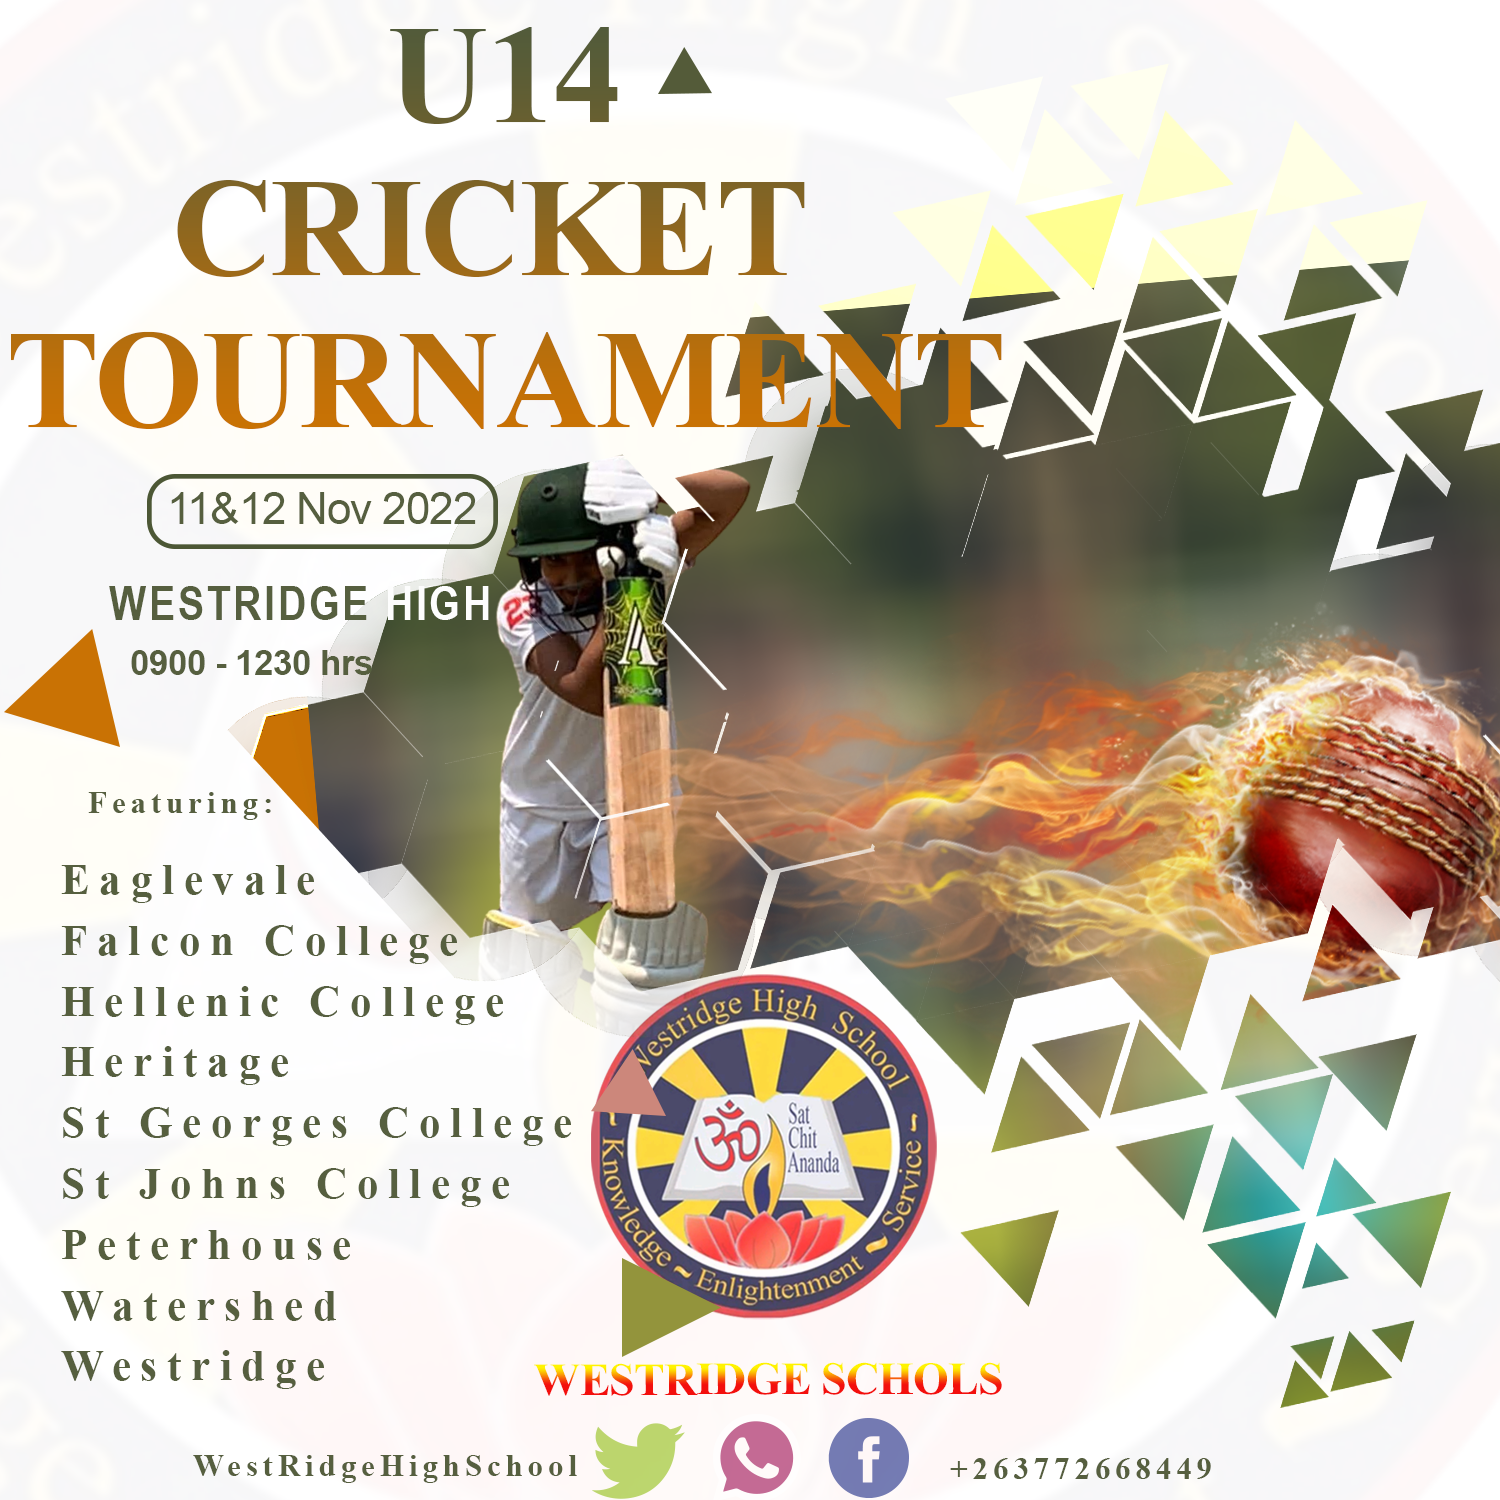 U14
CRICKET
TOURNAMENT
11&12 Nov 2022
WESTRIDGE HIGH
0900 - 1230 hrs
23
Featuring:
Eaglevale
Falcon College
Hellenic College
Heritage
St Georges College
St Johns College
Peterhouse
Watershed
Westridge
Westridge High School
Sat
Chit
Ananda
ॐ
~ Knowledge ~ Enlightenment ~ Service ~
WESTRIDGE SCHOLS
WestRidgeHighSchool
+263772668449